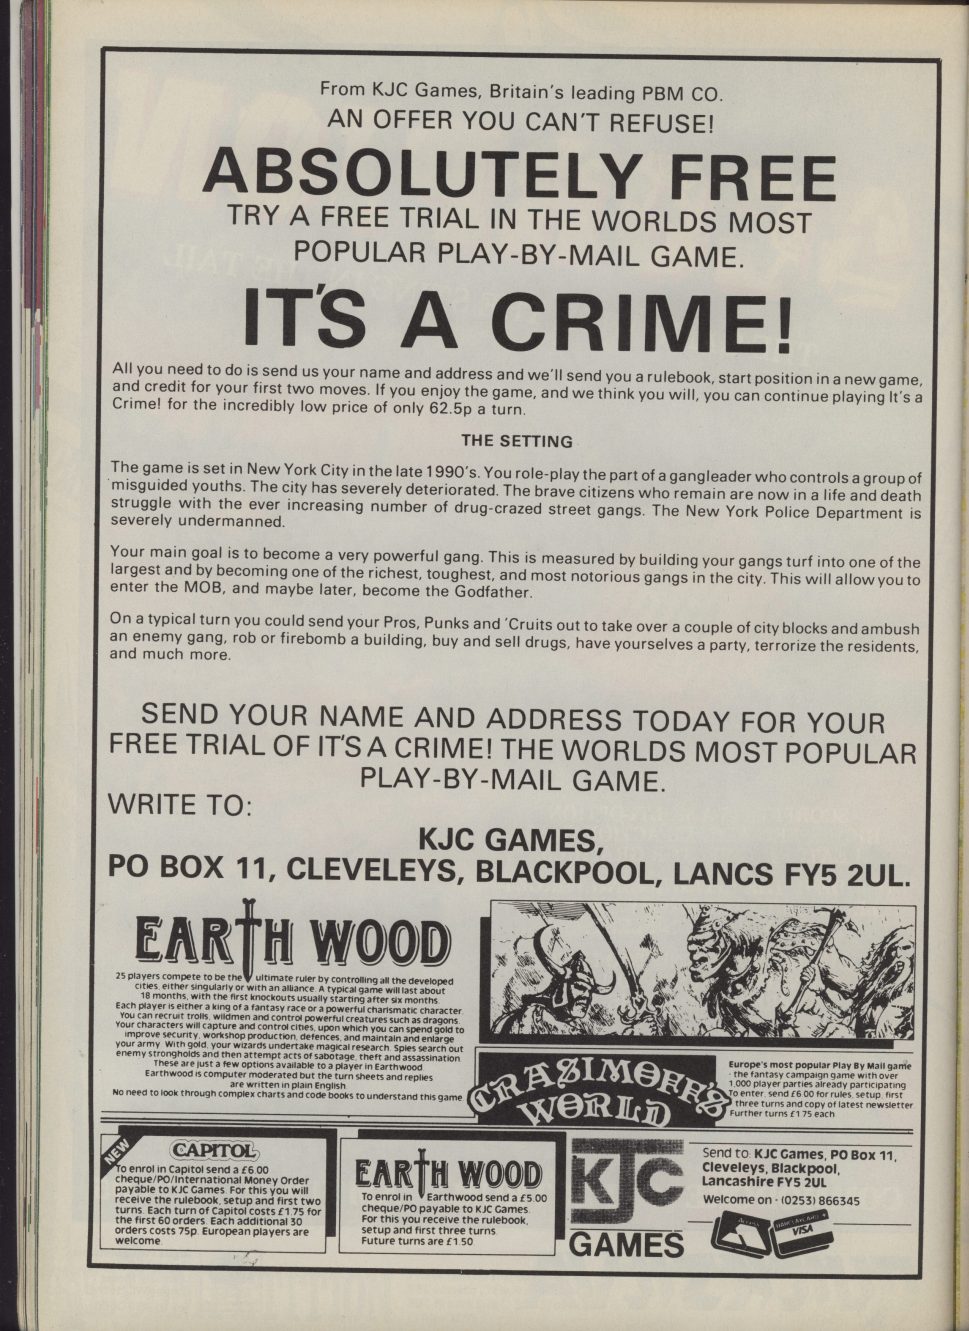 From KJC Games, Britain's leading PBM CO.
AN OFFER YOU CAN'T REFUSE!
ABSOLUTELY FREE
TRY A FREE TRIAL IN THE WORLDS MOST
POPULAR PLAY-BY-MAIL GAME.
IT'S A CRIME!
All you need to do is send us your name and address and we'll send you a rulebook, start position in a new game,
and credit for your first two moves. If you enjoy the game, and we think you will, you can continue playing It's a
Crime! for the incredibly low price of only 62.5p a turn.
THE SETTING
The game is set in New York City in the late 1990's. You role-play the part of a gangleader who controls a group of
misguided youths. The city has severely deteriorated. The brave citizens who remain are now in a life and death
struggle with the ever increasing number of drug-crazed street gangs. The New York Police Department is
severely undermanned.
Your main goal is to become a very powerful gang. This is measured by building your gangs turf into one of the
largest and by becoming one of the richest, toughest, and most notorious gangs in the city. This will allow you to
enter the MOB, and maybe later, become the Godfather.
On a typical turn you could send your Pros, Punks and 'Cruits out to take over a couple of city blocks and ambush
an enemy gang, rob or firebomb a building, buy and sell drugs, have yourselves a party, terrorize the residents,
and much more.
SEND YOUR NAME AND ADDRESS TODAY FOR YOUR
FREE TRIAL OF IT'S A CRIME! THE WORLDS MOST POPULAR
PLAY-BY-MAIL GAME.
WRITE TO:
KJC GAMES,
PO BOX 11, CLEVELEYS, BLACKPOOL, LANCS FY5 2UL.
EARTH WOOD
25 players compete to be the ultimate ruler by controlling all the developed
cities, either singularly or with an alliance. A typical game will last about
18 months, with the first knockouts usually starting after six months.
Each player is either a king of a fantasy race or a powerful charismatic character
You can recruit trolls, wildmen and control powerful creatures such as dragons.
Your characters will capture and control cities, upon which you can spend gold to
improve security, workshop production, defences, and maintain and enlarge
your army. With gold, your wizards undertake magical research. Spies search out
enemy strongholds and then attempt acts of sabotage, theft and assassination.
These are just a few options available to a player in Earthwood
Earthwood is computer moderated but the turn sheets and replies
are written in plain English.
No need to look through complex charts and code books to understand this game
CRASIMOFF'S
WORLD
Europe's most popular Play By Mail game
- the fantasy campaign game with over
1,000 player parties already participating
To enter, send £6.00 for rules, setup, first
three turns and copy of latest newsletter
Further turns £1.75 each
NEW
CAPITOL
To enrol in Capitol send a £6.00
cheque/PO/International Money Order
payable to KJC Games. For this you will
receive the rulebook, setup and first two
turns. Each turn of Capitol costs £1.75 for
the first 60 orders. Each additional 30
orders costs 75p. European players are
welcome.
EARTH WOOD
To enrol in Earthwood send a £5.00
cheque/PO payable to KJC Games.
For this you receive the rulebook,
setup and first three turns.
Future turns are £1.50
KJC
GAMES
Send to: KJC Games, PO Box 11,
Cleveleys, Blackpool,
Lancashire FY5 2UL
Welcome on - (0253) 866345
Access
BARCLAYCARD
VISA